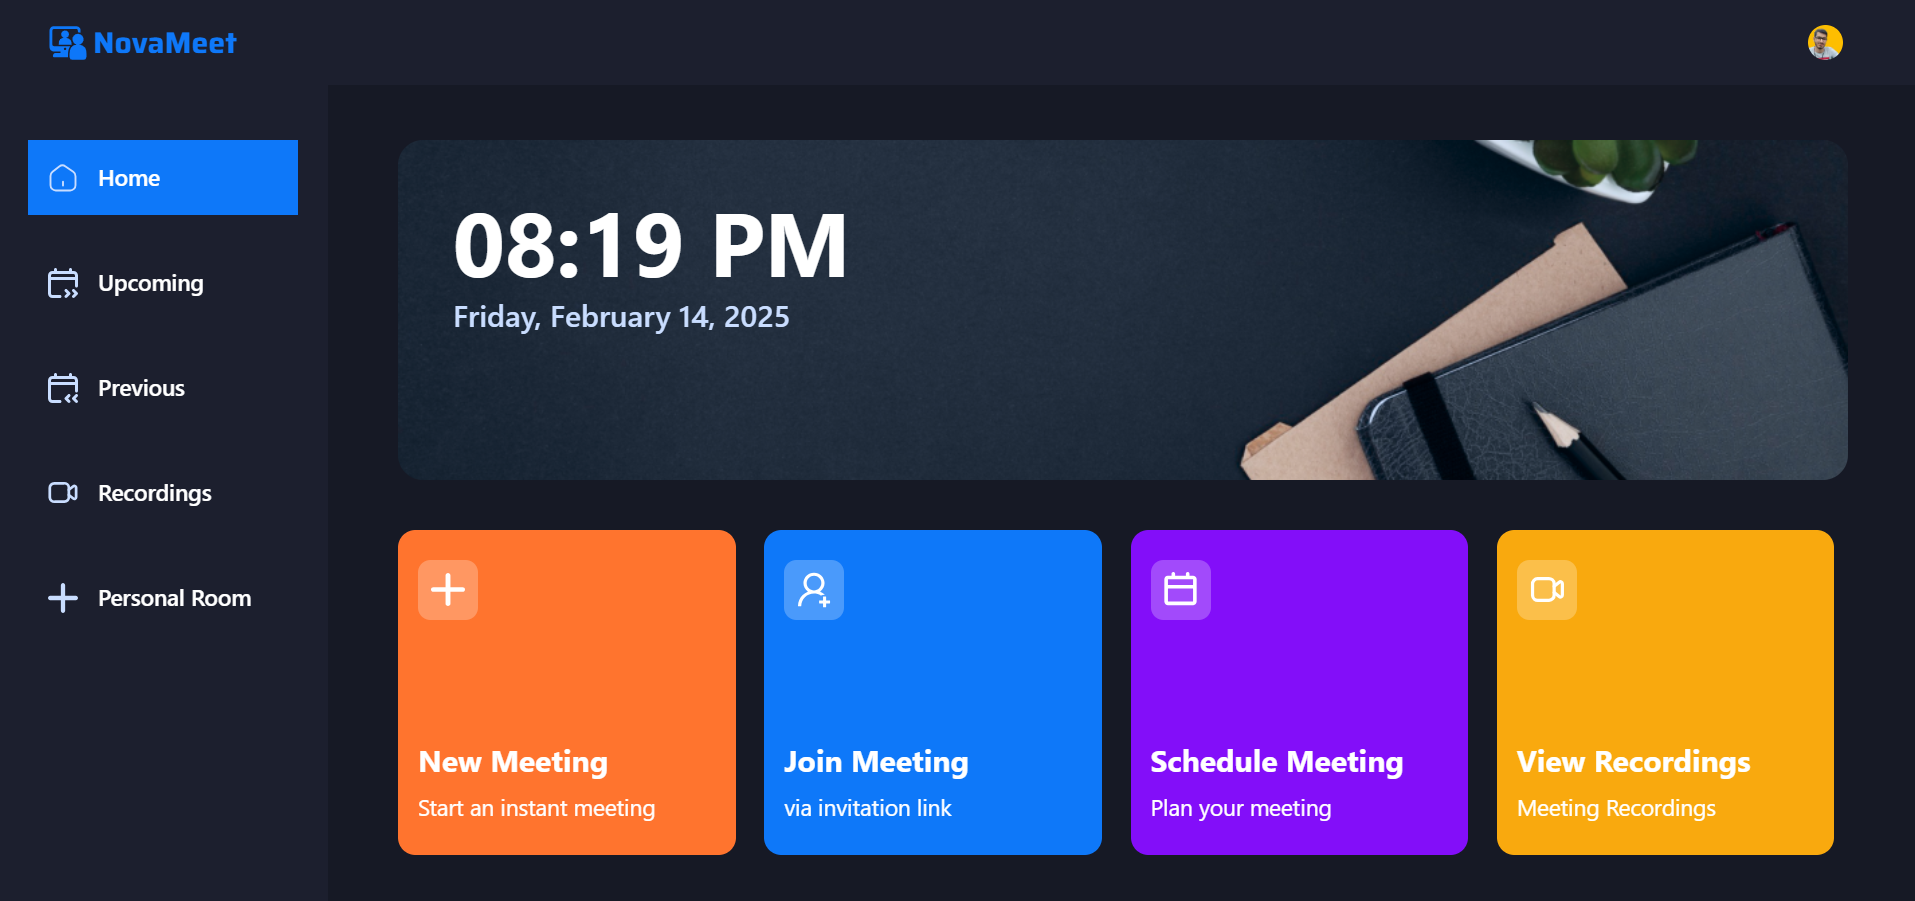 NovaMeet
Home
Upcoming
Previous
Recordings
Personal Room
08:19 PM
Friday, February 14, 2025
New Meeting
Start an instant meeting
Join Meeting
via invitation link
Schedule Meeting
Plan your meeting
View Recordings
Meeting Recordings